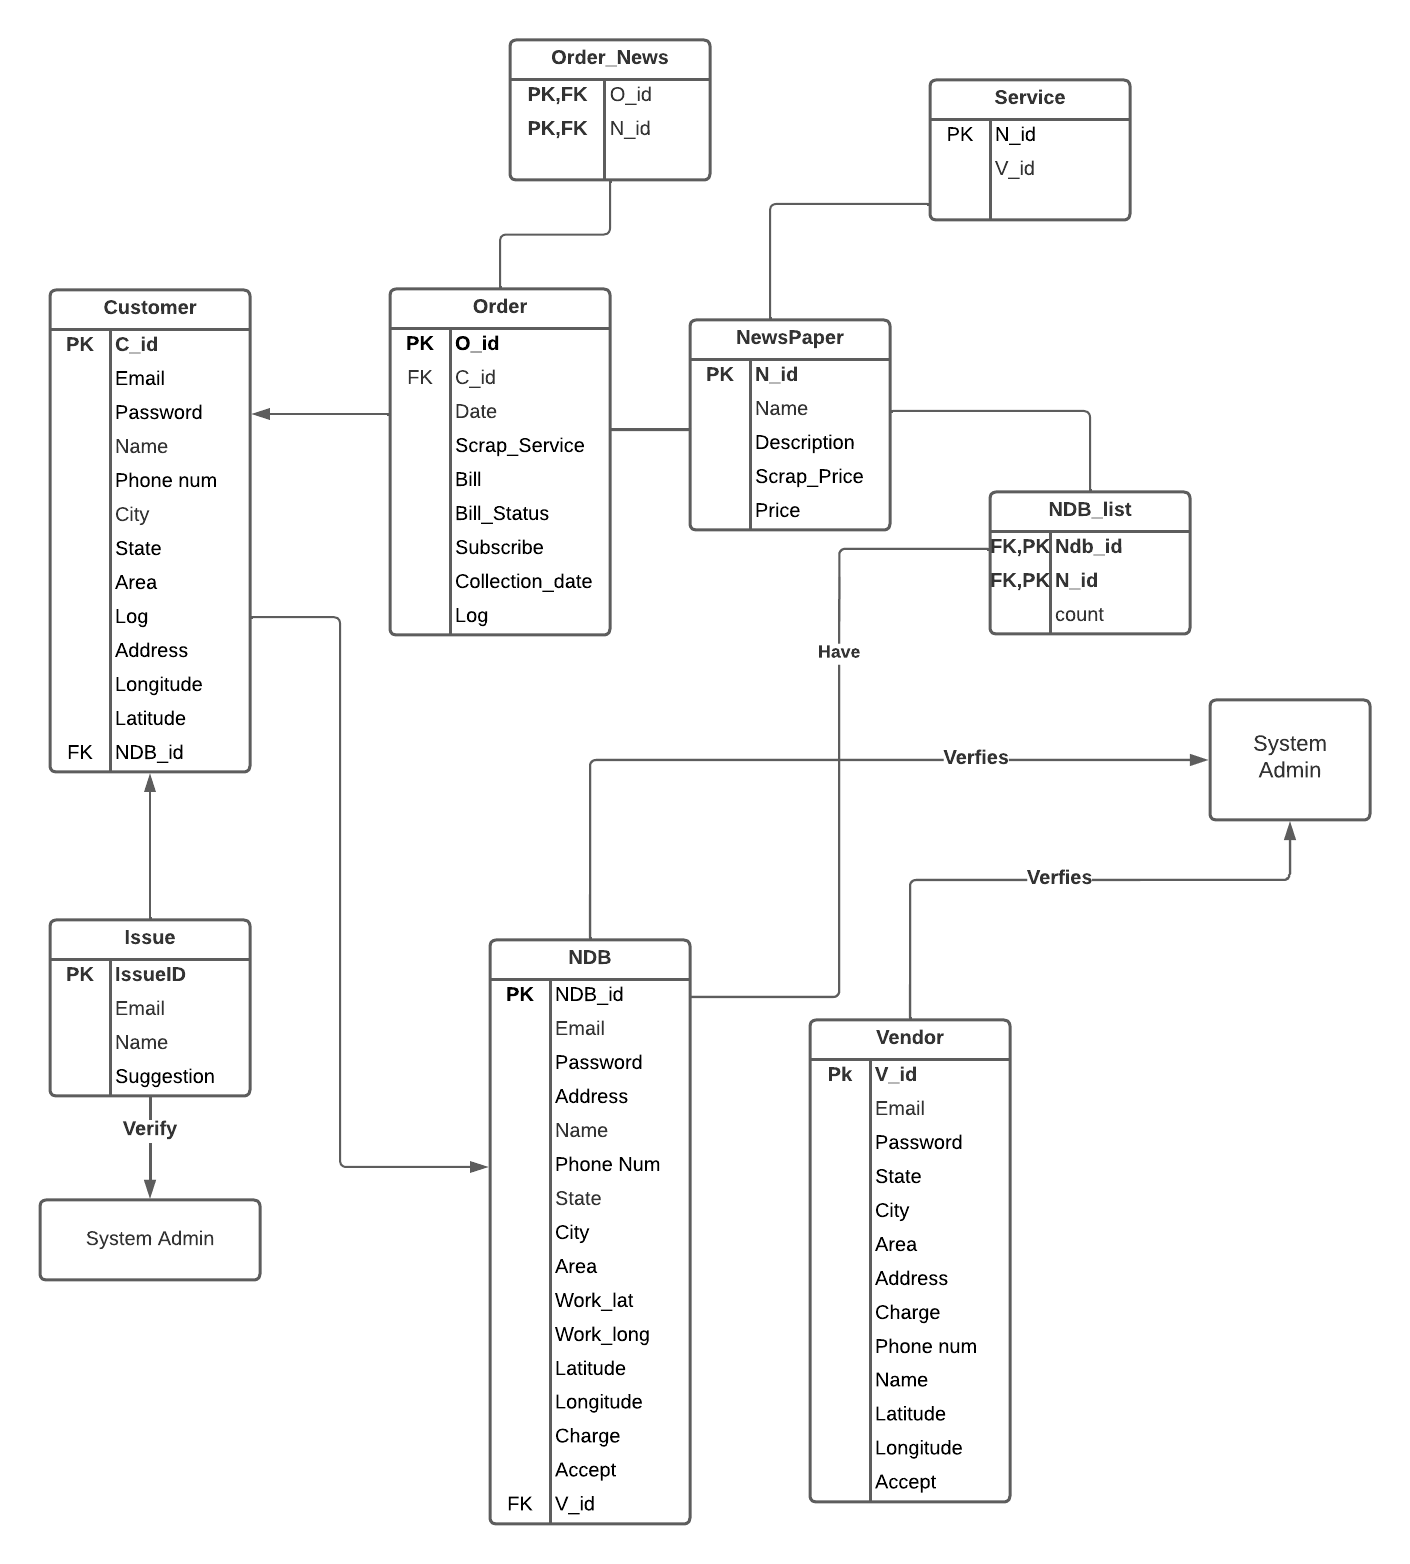 Order_News
PK,FK O_id
PK,FK N_id
Service
PK N_id
V_id
Customer
PK C_id
Email
Password
Name
Phone num
City
State
Area
Log
Address
Longitude
Latitude
FK NDB_id
Order
PK O_id
FK C_id
Date
Scrap_Service
Bill
Bill_Status
Subscribe
Collection_date
Log
NewsPaper
PK N_id
Name
Description
Scrap_Price
Price
NDB_list
FK,PK Ndb_id
FK,PK N_id
count
Have
System
Admin
Verfies
Verfies
Issue
PK IssueID
Email
Name
Suggestion
Verify
System Admin
NDB
PK NDB_id
Email
Password
Address
Name
Phone Num
State
City
Area
Work_lat
Work_long
Latitude
Longitude
Charge
Accept
FK V_id
Vendor
Pk V_id
Email
Password
State
City
Area
Address
Charge
Phone num
Name
Latitude
Longitude
Accept